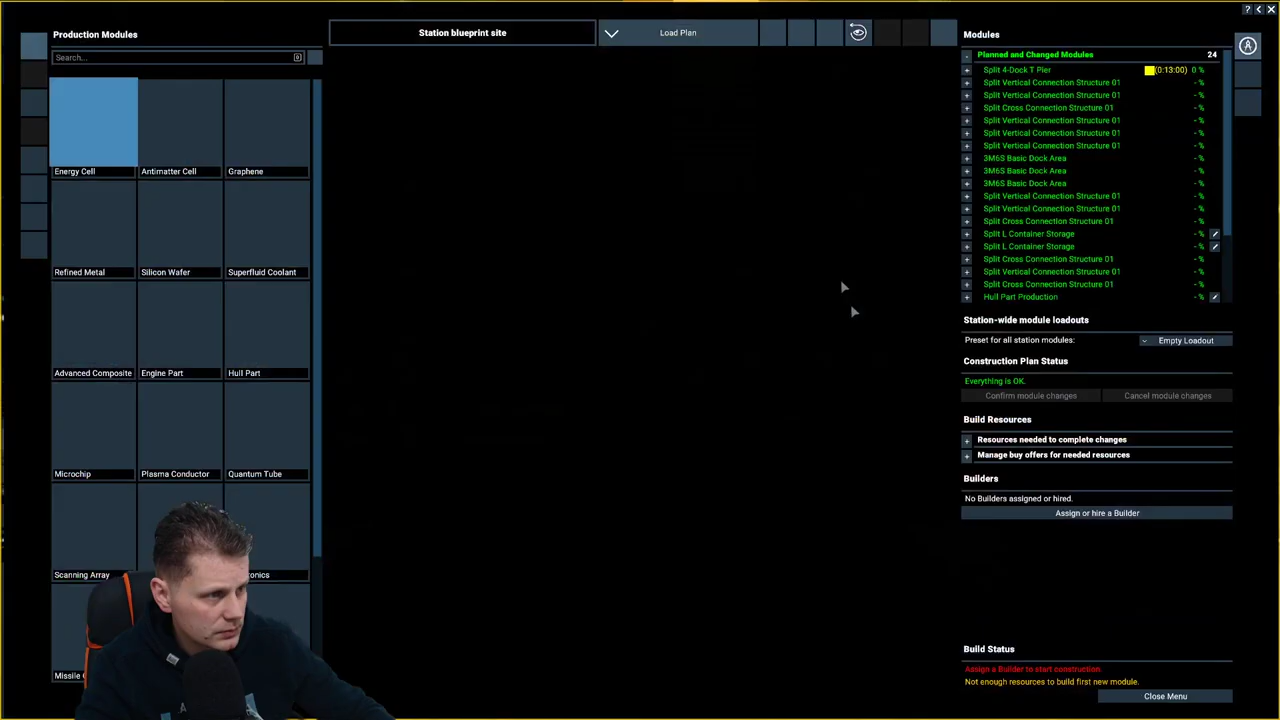 Production Modules
Search...
Energy Cell
Antimatter Cell
Graphene
Refined Metal
Silicon Wafer
Superfluid Coolant
Advanced Composite
Engine Part
Hull Part
Microchip
Plasma Conductor
Quantum Tube
Scanning Array
Station blueprint site
Load Plan
?
Modules
- Planned and Changed Modules 24
+ Split 4-Dock T Pier (0:13:00) 0 %
+ Split Vertical Connection Structure 01 - %
+ Split Vertical Connection Structure 01 - %
+ Split Cross Connection Structure 01 - %
+ Split Vertical Connection Structure 01 - %
+ Split Vertical Connection Structure 01 - %
+ Split Vertical Connection Structure 01 - %
+ 3M6S Basic Dock Area - %
+ 3M6S Basic Dock Area - %
+ 3M6S Basic Dock Area - %
+ Split Vertical Connection Structure 01 - %
+ Split Vertical Connection Structure 01 - %
+ Split Cross Connection Structure 01 - %
+ Split L Container Storage - %
+ Split L Container Storage - %
+ Split Cross Connection Structure 01 - %
+ Split Vertical Connection Structure 01 - %
+ Split Cross Connection Structure 01 - %
+ Hull Part Production - %
Station-wide module loadouts
Preset for all station modules: Empty Loadout
Construction Plan Status
Everything is OK.
Confirm module changes Cancel module changes
Build Resources
+ Resources needed to complete changes
+ Manage buy offers for needed resources
Builders
No Builders assigned or hired.
Assign or hire a Builder
Build Status
Assign a Builder to start construction.
Not enough resources to build first new module.
Close Menu